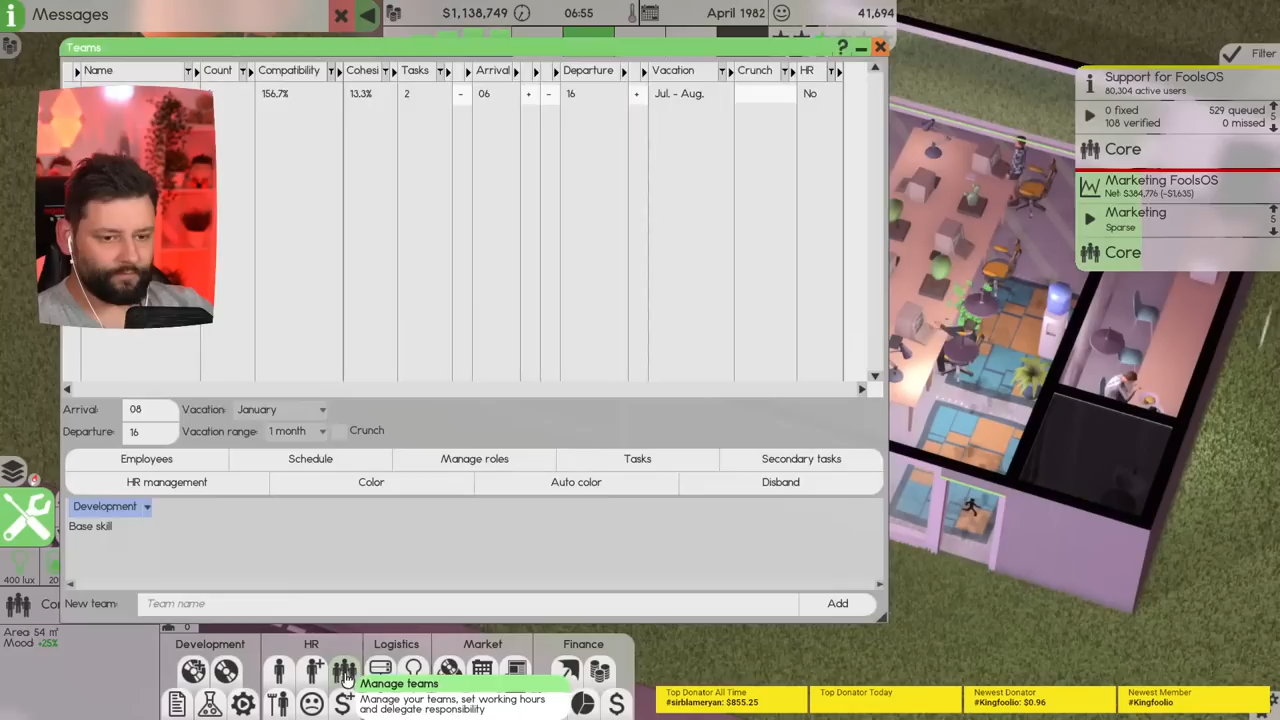 Messages
$1,138,749
06:55
April 1982
41,694
Teams
?
Filter
Name
Count
Compatibility
Cohesi
Tasks
Arrival
Departure
Vacation
Crunch
HR
156.7%
13.3%
2
-
06
+
-
16
+
Jul. - Aug.
No
Support for FoolsOS
80,304 active users
0 fixed
529 queued
108 verified
0 missed
5
Core
Marketing FoolsOS
Net: $384,776 (-$1,635)
Marketing
Sparse
5
Core
Arrival:
08
Vacation:
January
Departure:
16
Vacation range:
1 month
Crunch
Employees
Schedule
Manage roles
Tasks
Secondary tasks
HR management
Color
Auto color
Disband
Development
Base skill
New team:
Team name
Add
400 lux
Area: 54 m²
Mood +25%
0
Development
HR
Logistics
Market
Finance
Manage teams
Manage your teams, set working hours
and delegate responsibility
Top Donator All Time
#sirblameryan: $855.25
Top Donator Today
Newest Donator
#Kingfoolio: $0.96
Newest Member
#Kingfoolio